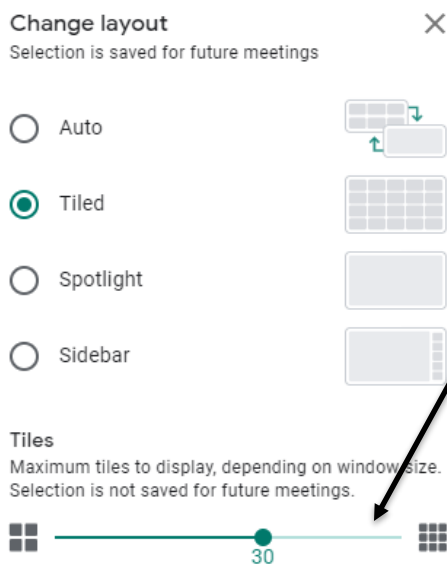 Change layout
Selection is saved for future meetings
Auto
Tiled
Spotlight
Sidebar
Tiles
Maximum tiles to display, depending on window size.
Selection is not saved for future meetings.
30